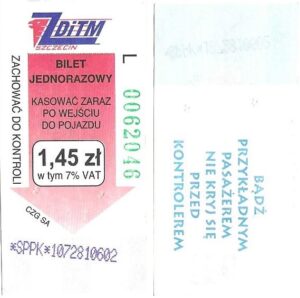 ZDiTM
SZCZECIN
BILET
JEDNORAZOWY
KASOWAĆ ZARAZ
PO WEJŚCIU
DO POJAZDU
1,45 zł
w tym 7% VAT
ZACHOWAĆ DO KONTROLI
CZG SA
L 0062046
*SPPK*1072810602
BĄDŹ
PRZYKŁADNYM
PASAŻEREM
NIE KRYJ SIĘ
PRZED
KONTROLEREM